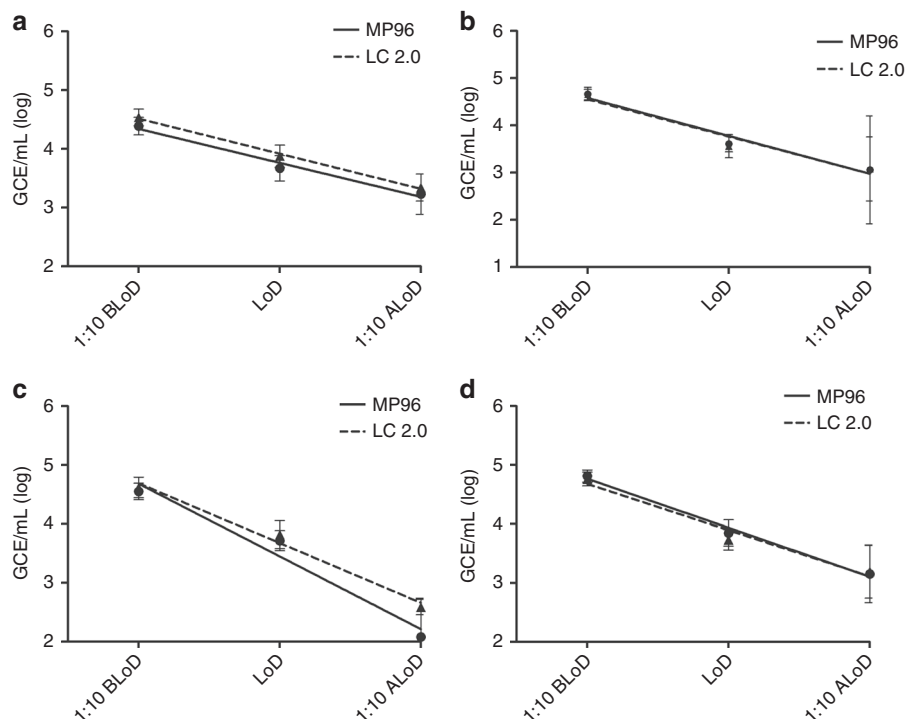 a
6
5
4
3
2
GCE/mL (log)
MP96
LC 2.0
1:10 BLoD
LoD
1:10 ALoD
b
6
5
4
3
2
1
GCE/mL (log)
MP96
LC 2.0
1:10 BLoD
LoD
1:10 ALoD
c
6
5
4
3
2
GCE/mL (log)
MP96
LC 2.0
1:10 BLoD
LoD
1:10 ALoD
d
6
5
4
3
2
GCE/mL (log)
MP96
LC 2.0
1:10 BLoD
LoD
1:10 ALoD